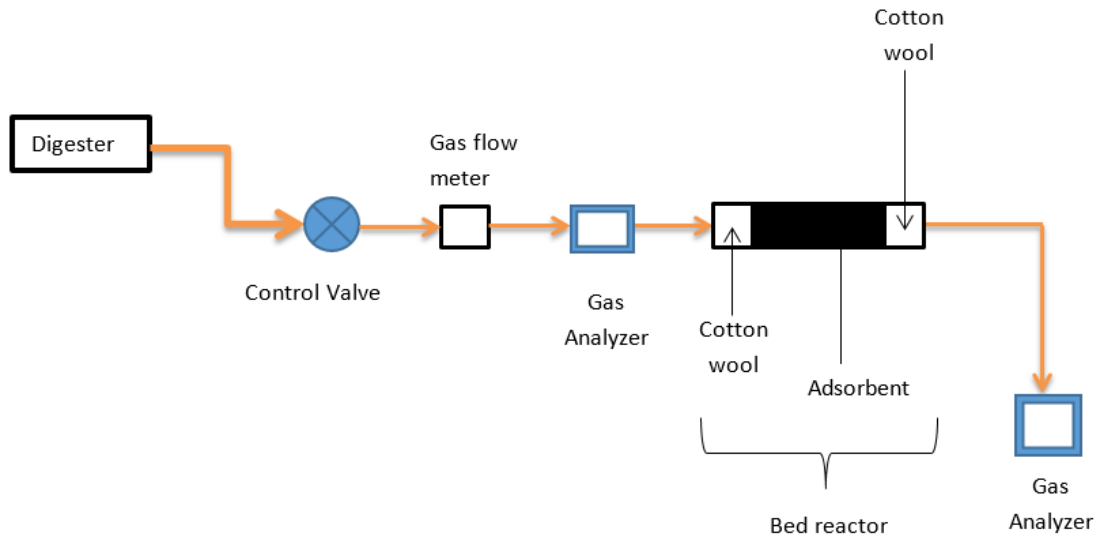 Cotton
wool
Digester
Gas flow
meter
Control Valve
Gas
Analyzer
Cotton
wool
Adsorbent
Bed reactor
Gas
Analyzer